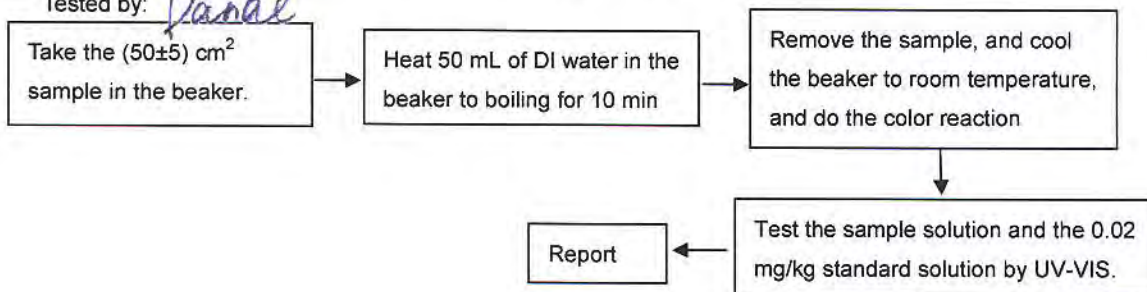 Tested by:
Take the (50±5) cm²
sample in the beaker.
Heat 50 mL of DI water in the
beaker to boiling for 10 min
Remove the sample, and cool
the beaker to room temperature,
and do the color reaction
Test the sample solution and the 0.02
mg/kg standard solution by UV-VIS.
Report